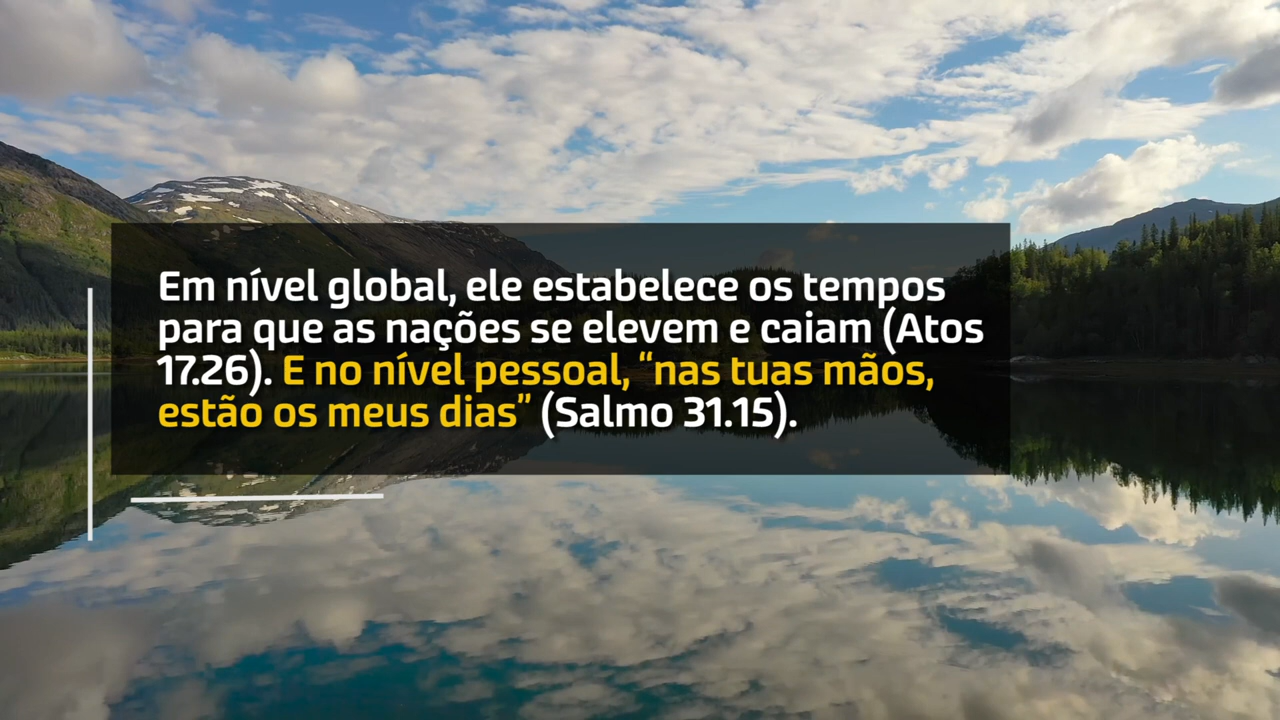 Em nível global, ele estabelece os tempos
para que as nações se elevem e caiam (Atos
17.26). E no nível pessoal, “nas tuas mãos,
estão os meus dias” (Salmo 31.15).